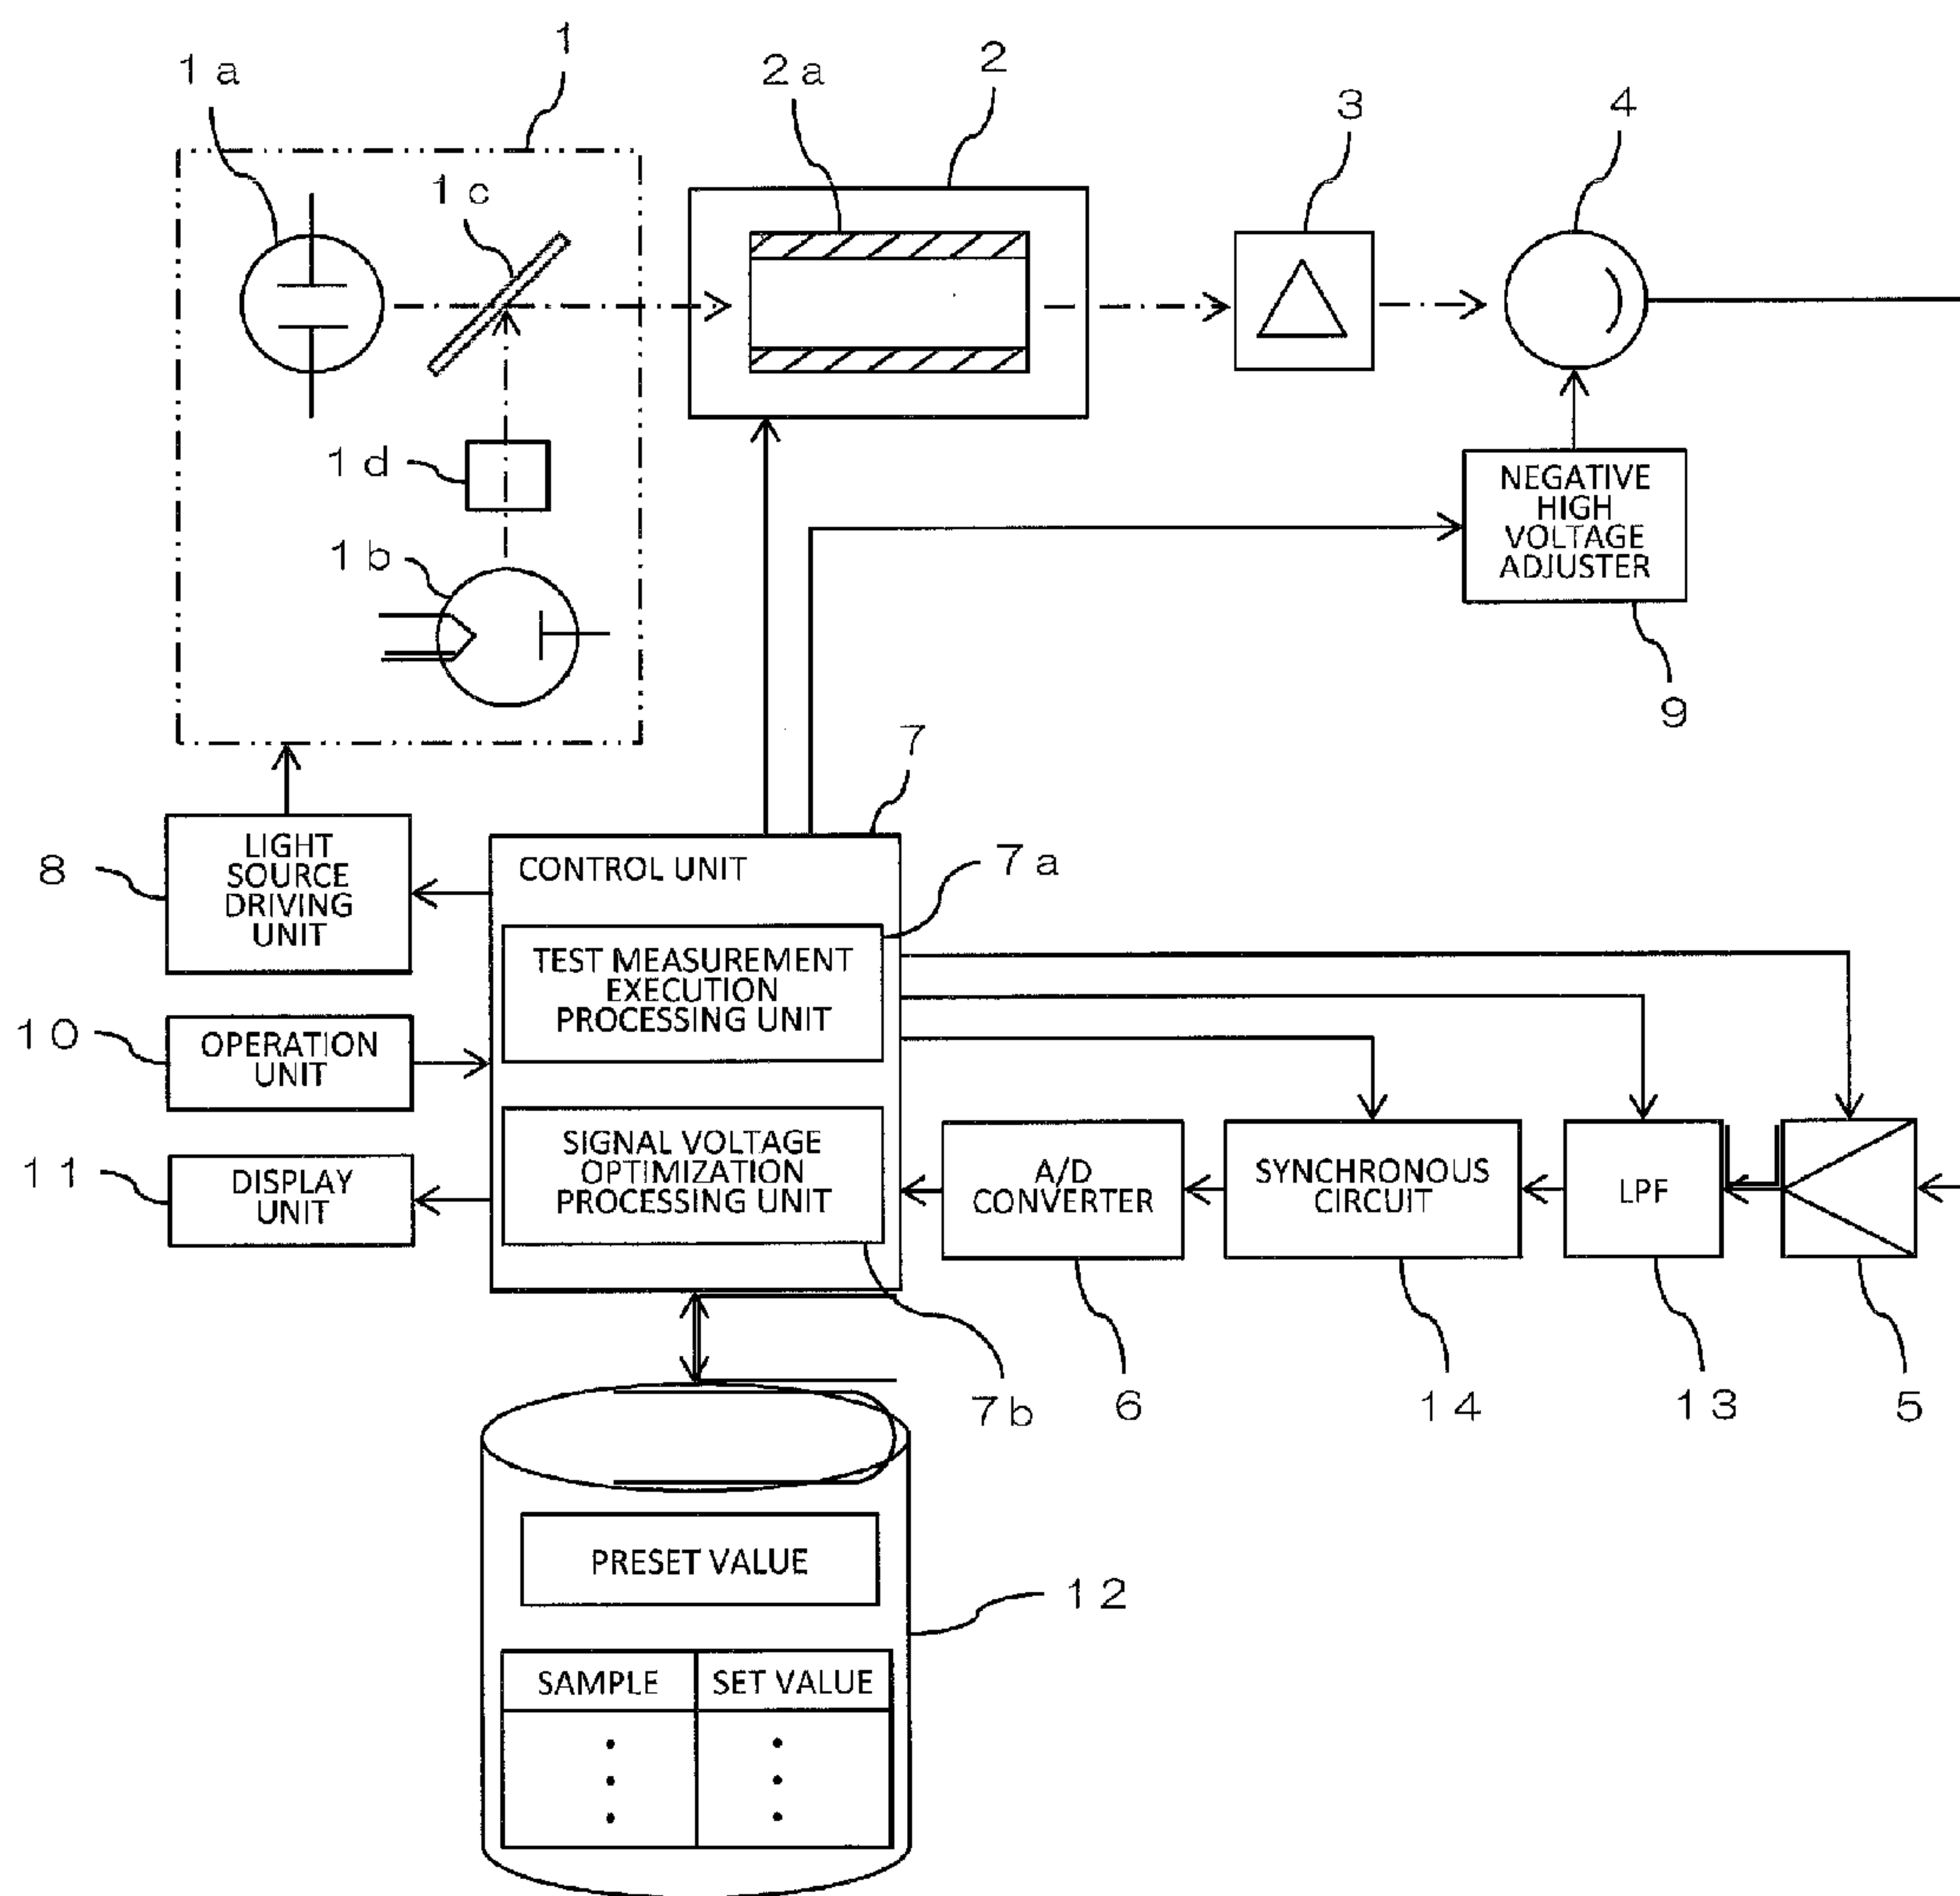 1
1a
1c
2a
2
3
4
1d
1b
NEGATIVE
HIGH
VOLTAGE
ADJUSTER
9
7
8
LIGHT
SOURCE
DRIVING
UNIT
CONTROL UNIT
7a
TEST MEASUREMENT
EXECUTION
PROCESSING UNIT
10
OPERATION
UNIT
11
DISPLAY
UNIT
SIGNAL VOLTAGE
OPTIMIZATION
PROCESSING UNIT
A/D
CONVERTER
SYNCHRONOUS
CIRCUIT
LPF
7b
6
14
13
5
PRESET VALUE
12
SAMPLE
SET VALUE